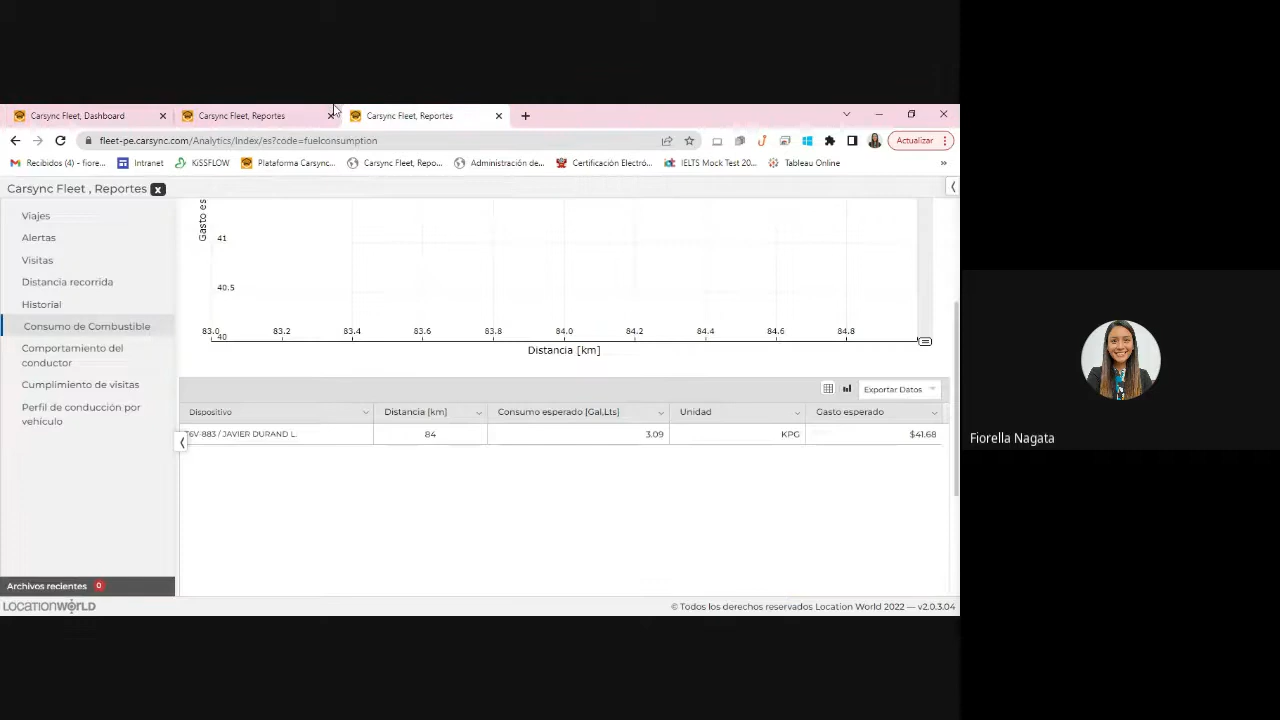 Carsync Fleet, Dashboard
Carsync Fleet, Reportes
Carsync Fleet, Reportes
fleet-pe.carsync.com/Analytics/Index/es?code=fuelconsumption
Actualizar
Recibidos (4) - fiore...
Intranet
KiSSFLOW
Plataforma Carsync...
Carsync Fleet, Repo...
Administración de...
Certificación Electró...
IELTS Mock Test 20...
Tableau Online
»
Carsync Fleet , Reportes x
Viajes
Alertas
Visitas
Distancia recorrida
Historial
Consumo de Combustible
Comportamiento del
conductor
Cumplimiento de visitas
Perfil de conducción por
vehículo
Archivos recientes 0
LOCATIONWORLD
Gasto es
41
40.5
40
83.0 83.2 83.4 83.6 83.8 84.0 84.2 84.4 84.6 84.8
Distancia [km]
Exportar Datos
Dispositivo Distancia [km] Consumo esperado [Gal,Lts] Unidad Gasto esperado
6V-883 / JAVIER DURAND L. 84 3.09 KPG $41.68
© Todos los derechos reservados Location World 2022 — v2.0.3.04
Fiorella Nagata